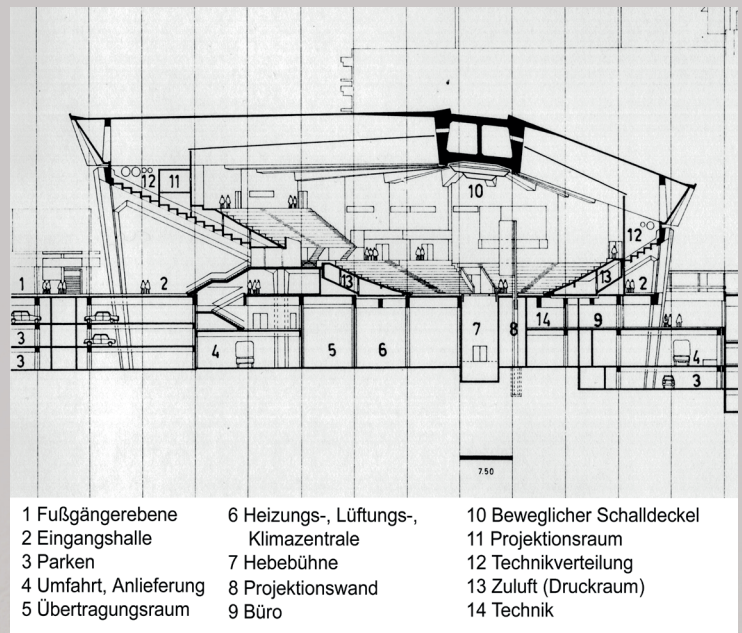 12
11
10
12
1
2
13
13
2
3
4
5
6
7
8
14
9
4
3
3
7.50
1 Fußgängerebene
2 Eingangshalle
3 Parken
4 Umfahrt, Anlieferung
5 Übertragungsraum
6 Heizungs-, Lüftungs-,
Klimazentrale
7 Hebebühne
8 Projektionswand
9 Büro
10 Beweglicher Schalldeckel
11 Projektionsraum
12 Technikverteilung
13 Zuluft (Druckraum)
14 Technik